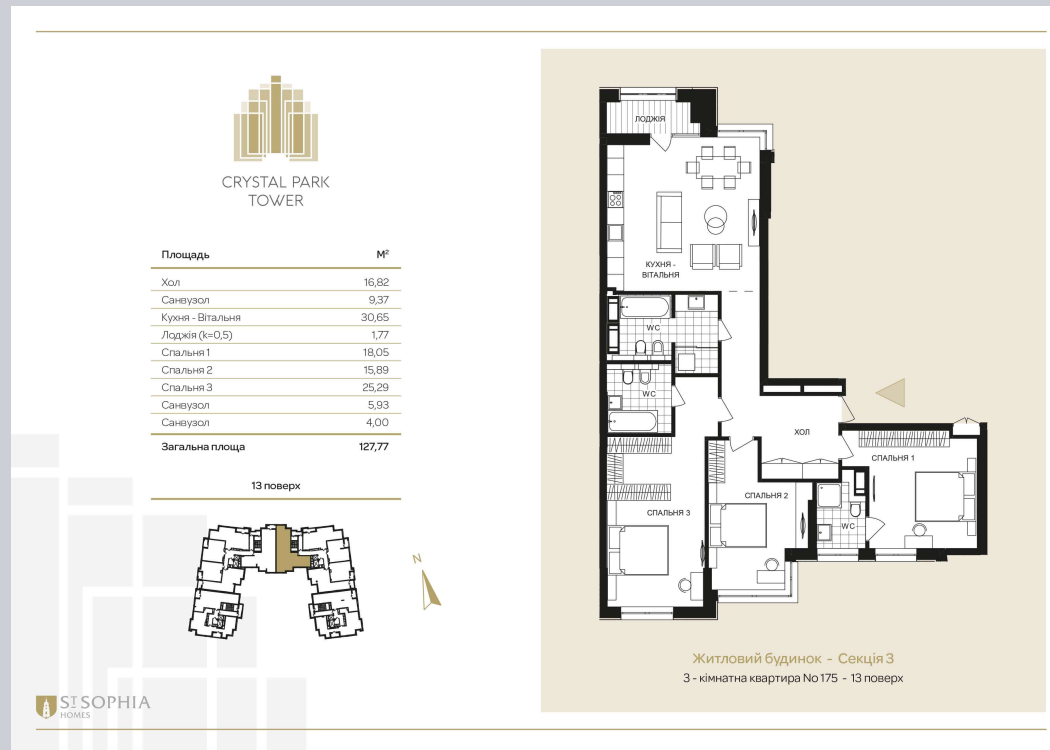 CRYSTAL PARK
TOWER
Площадь М²
Хол 16,82
Санвузол 9,37
Кухня - Вітальня 30,65
Лоджія (k=0,5) 1,77
Спальня 1 18,05
Спальня 2 15,89
Спальня 3 25,29
Санвузол 5,93
Санвузол 4,00
Загальна площа 127,77
13 поверх
N
ST SOPHIA
HOMES
ЛОДЖІЯ
КУХНЯ -
ВІТАЛЬНЯ
WC
WC
ХОЛ
СПАЛЬНЯ 1
СПАЛЬНЯ 2
СПАЛЬНЯ 3
WC
Житловий будинок - Секція 3
3 - кімнатна квартира No 175 - 13 поверх